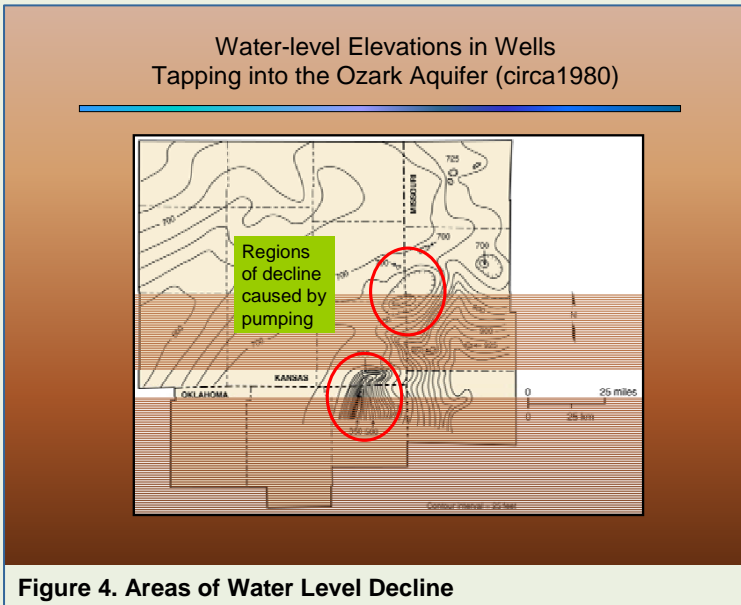 Water-level Elevations in Wells
Tapping into the Ozark Aquifer (circa1980)
725
MISSOURI
700
700
700
Regions
of decline
caused by
pumping
700
KANSAS
OKLAHOMA
N
0 25 miles
0 25 km
Contour interval = 25 feet
Figure 4. Areas of Water Level Decline